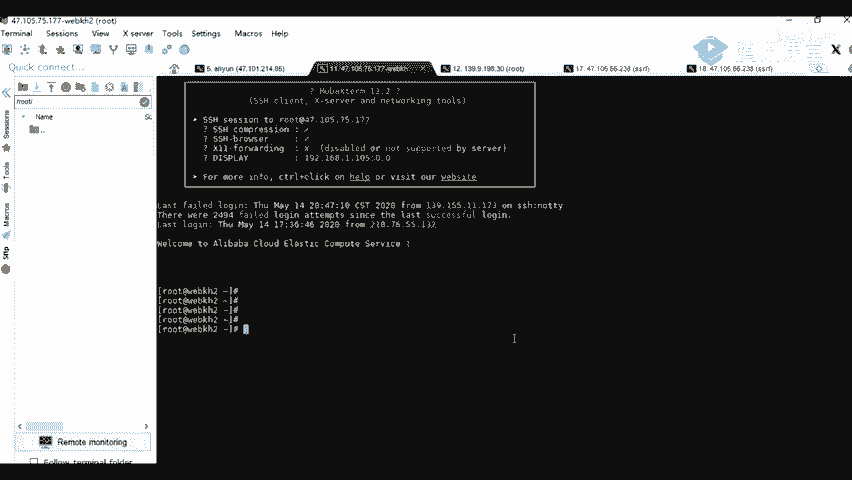 47.105.75.177-webkh2 (root)
Terminal Sessions View X server Tools Settings Macros Help
Quick connect...
5. aliyun (47.101.214.85)
11. 47.105.75.177-webkh
12. 139.9.198.30 (root)
17. 47.105.56.238 (ssrf)
18. 47.105.56.238 (ssrf)
/root/
Name
..
Sessions
Tools
Macros
Sftp
? MobaXterm 12.2 ?
(SSH client, X-server and networking tools)
SSH session to root@47.105.75.177
? SSH compression : ✓
? SSH-browser : ✓
? X11-forwarding : x (disabled or not supported by server)
? DISPLAY : 192.168.1.105:0.0
For more info, ctrl+click on help or visit our website
Last failed login: Thu May 14 20:47:10 CST 2020 from 139.155.11.173 on ssh:notty
There were 2494 failed login attempts since the last successful login.
Last login: Thu May 14 17:36:46 2020 from
Welcome to Alibaba Cloud Elastic Compute Service !
[root@webkh2 ~]#
[root@webkh2 ~]#
[root@webkh2 ~]#
[root@webkh2 ~]#
[root@webkh2 ~]#
Remote monitoring
Follow terminal folder